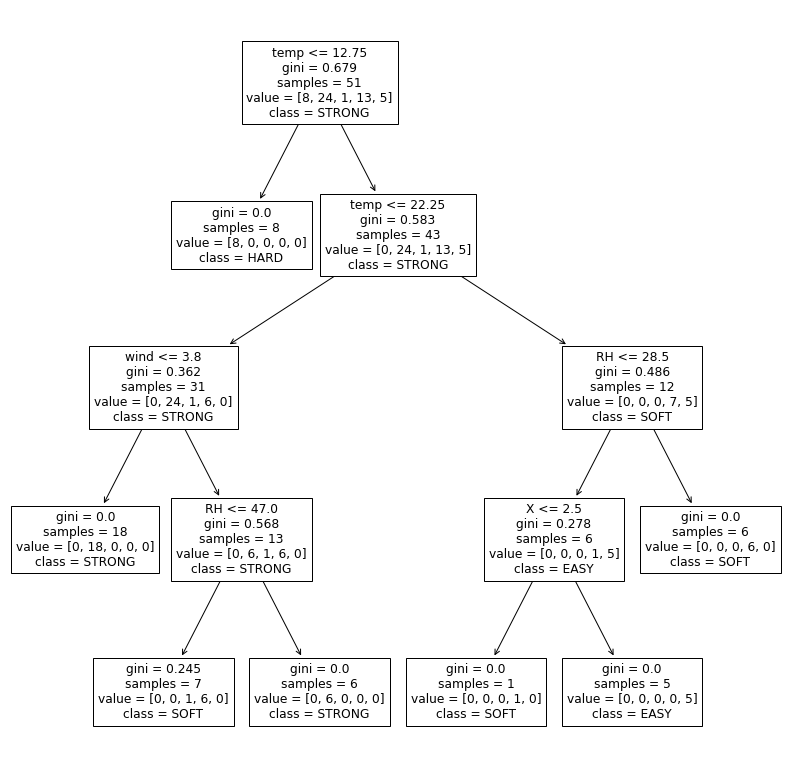 temp <= 12.75
gini = 0.679
samples = 51
value = [8, 24, 1, 13, 5]
class = STRONG
gini = 0.0
samples = 8
value = [8, 0, 0, 0, 0]
class = HARD
temp <= 22.25
gini = 0.583
samples = 43
value = [0, 24, 1, 13, 5]
class = STRONG
wind <= 3.8
gini = 0.362
samples = 31
value = [0, 24, 1, 6, 0]
class = STRONG
RH <= 28.5
gini = 0.486
samples = 12
value = [0, 0, 0, 7, 5]
class = SOFT
gini = 0.0
samples = 18
value = [0, 18, 0, 0, 0]
class = STRONG
RH <= 47.0
gini = 0.568
samples = 13
value = [0, 6, 1, 6, 0]
class = STRONG
X <= 2.5
gini = 0.278
samples = 6
value = [0, 0, 0, 1, 5]
class = EASY
gini = 0.0
samples = 6
value = [0, 0, 0, 6, 0]
class = SOFT
gini = 0.245
samples = 7
value = [0, 0, 1, 6, 0]
class = SOFT
gini = 0.0
samples = 6
value = [0, 6, 0, 0, 0]
class = STRONG
gini = 0.0
samples = 1
value = [0, 0, 0, 1, 0]
class = SOFT
gini = 0.0
samples = 5
value = [0, 0, 0, 0, 5]
class = EASY